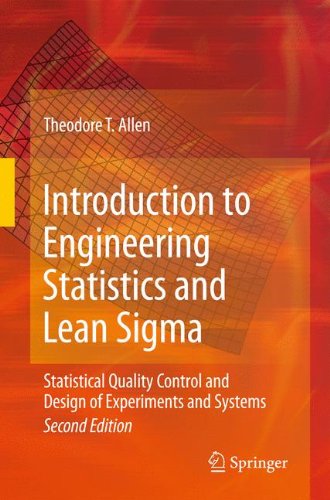 Theodore T. Allen
Introduction to
Engineering
Statistics and
Lean Sigma
Statistical Quality Control and
Design of Experiments and Systems
Second Edition
Springer